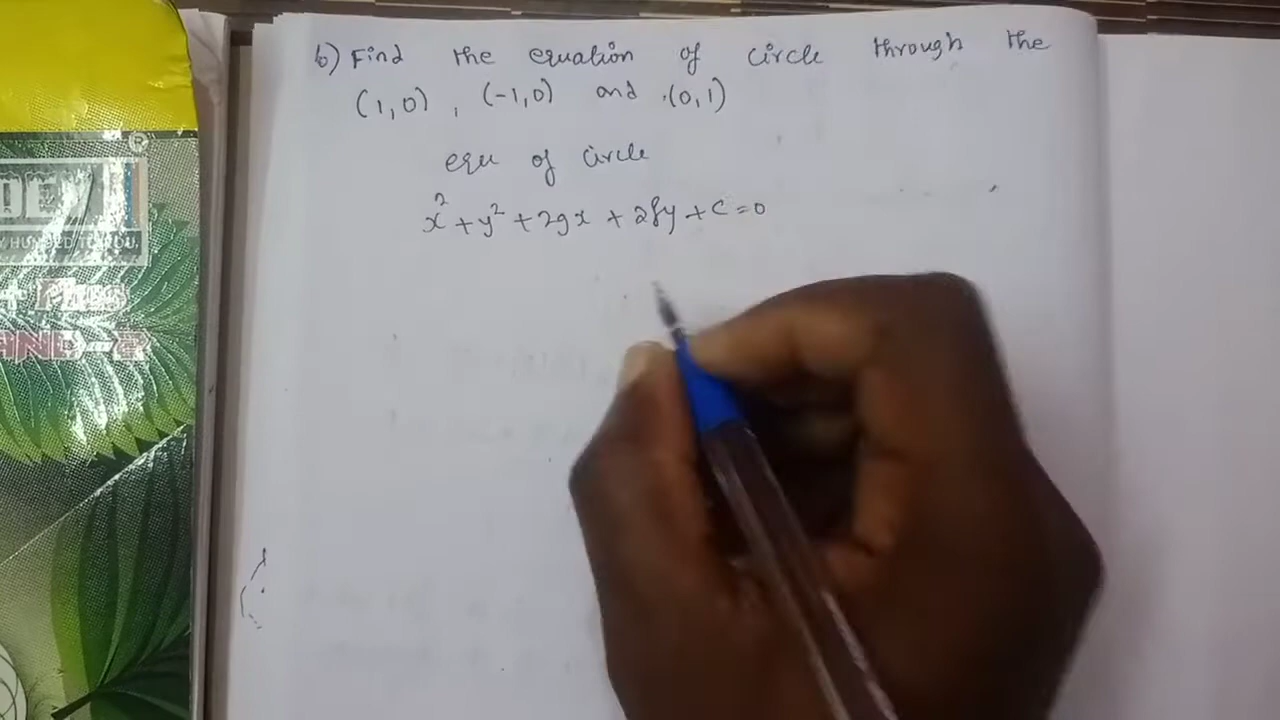 b) Find the equation of circle through the
(1,0), (-1,0) and (0,1)
equ of circle
x² + y² + 2gx + 2fy + c = 0
®